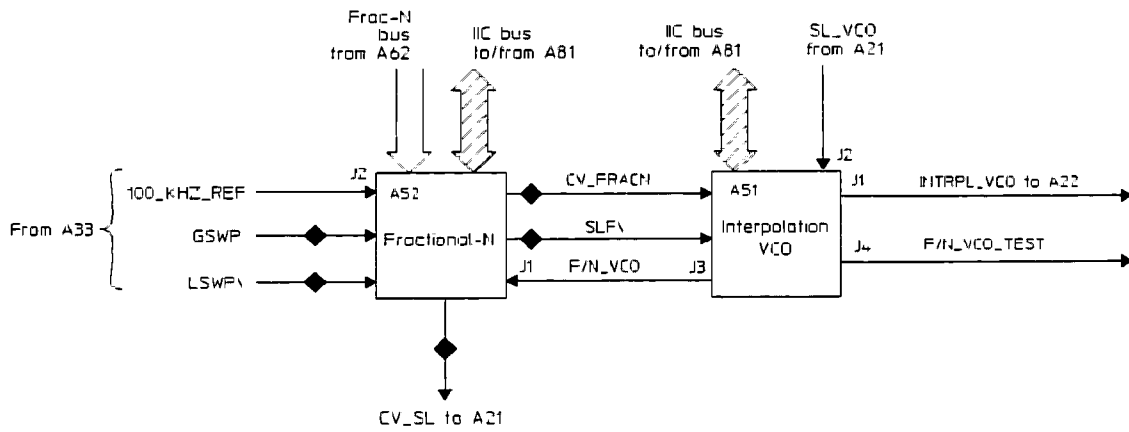 Frac-N
bus
from A62
IIC bus
to/from A81
IIC bus
to/from A81
SL_VCO
from A21
J2
J2
100_KHZ_REF
A52
CV_FRACN
A51
J1
INTRPL_VCO to A22
From A33
GSWP
Fractional-N
SLF\
Interpolation
VCO
J4
F/N_VCO_TEST
LSWP\
J1
F/N_VCO
J3
CV_SL to A21